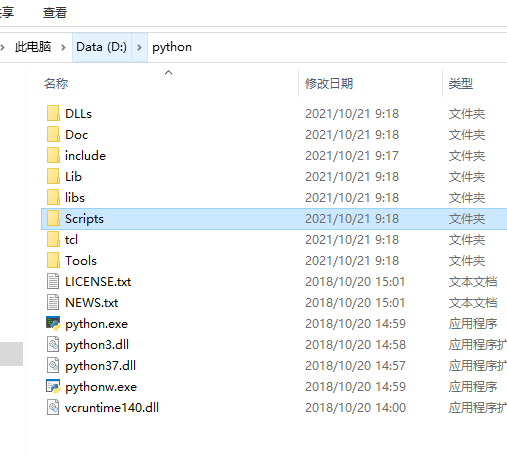 享 查看
此电脑 Data (D:) python
名称 修改日期 类型
DLLs 2021/10/21 9:18 文件夹
Doc 2021/10/21 9:18 文件夹
include 2021/10/21 9:17 文件夹
Lib 2021/10/21 9:18 文件夹
libs 2021/10/21 9:18 文件夹
Scripts 2021/10/21 9:18 文件夹
tcl 2021/10/21 9:18 文件夹
Tools 2021/10/21 9:18 文件夹
LICENSE.txt 2018/10/20 15:01 文本文档
NEWS.txt 2018/10/20 15:01 文本文档
python.exe 2018/10/20 14:59 应用程序
python3.dll 2018/10/20 14:58 应用程序扩
python37.dll 2018/10/20 14:57 应用程序扩
pythonw.exe 2018/10/20 14:59 应用程序
vcruntime140.dll 2018/10/20 14:00 应用程序扩